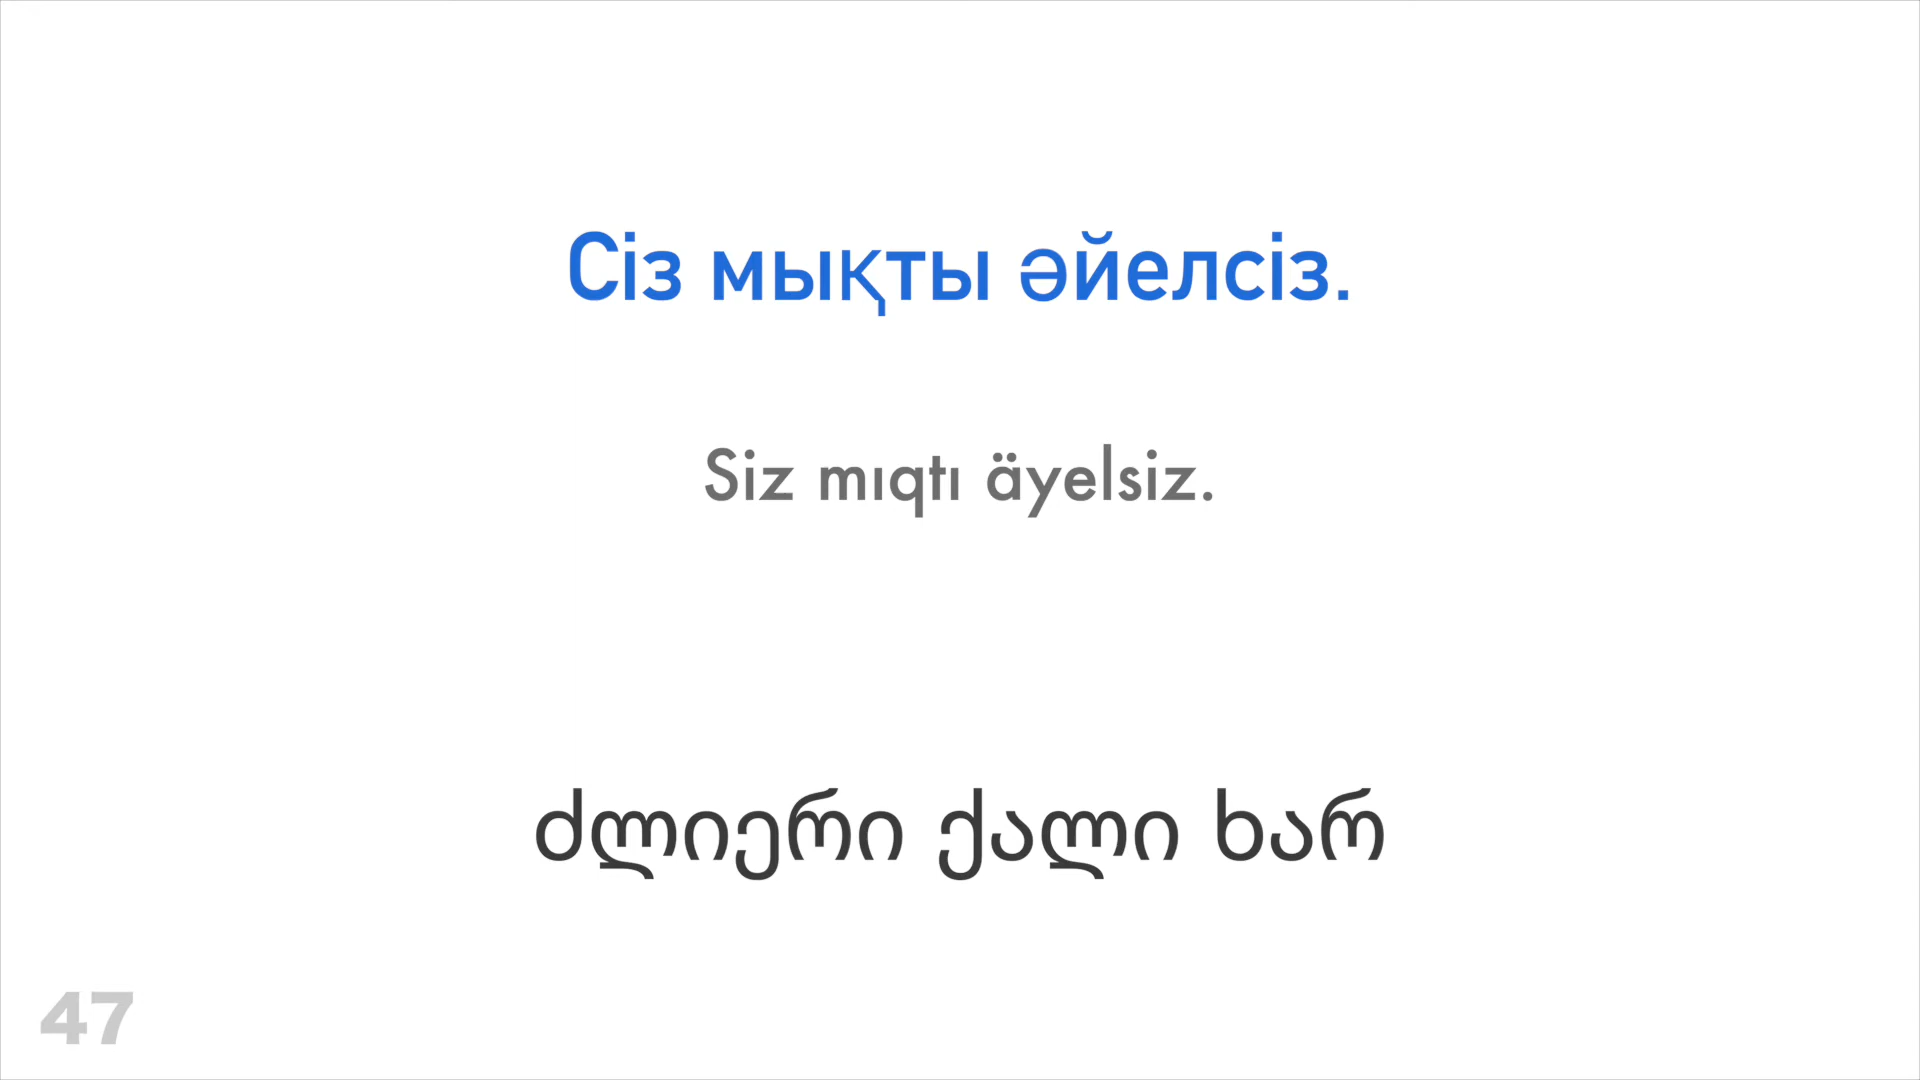 Сіз мықты әйелсіз.
Siz mıqtı äyelsiz.
ძლიერი ქალი ხარ
47